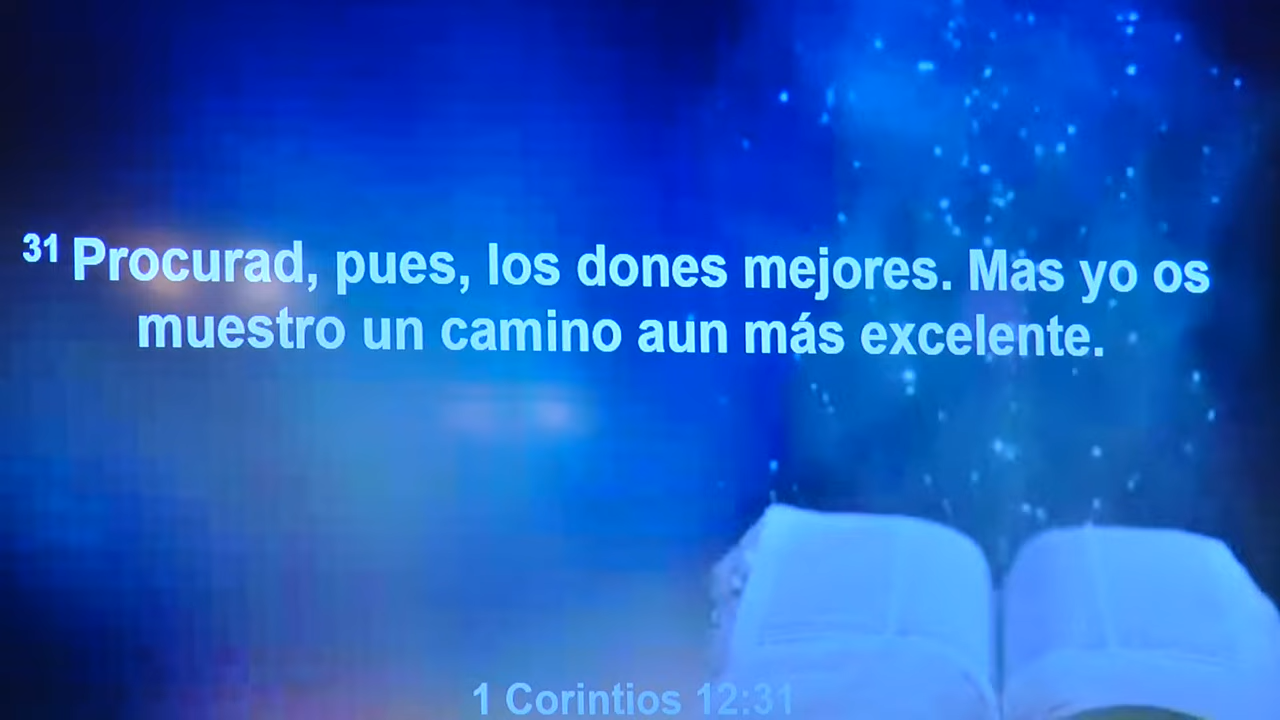 31 Procurad, pues, los dones mejores. Mas yo os
muestro un camino aun más excelente.
1 Corintios 12:31